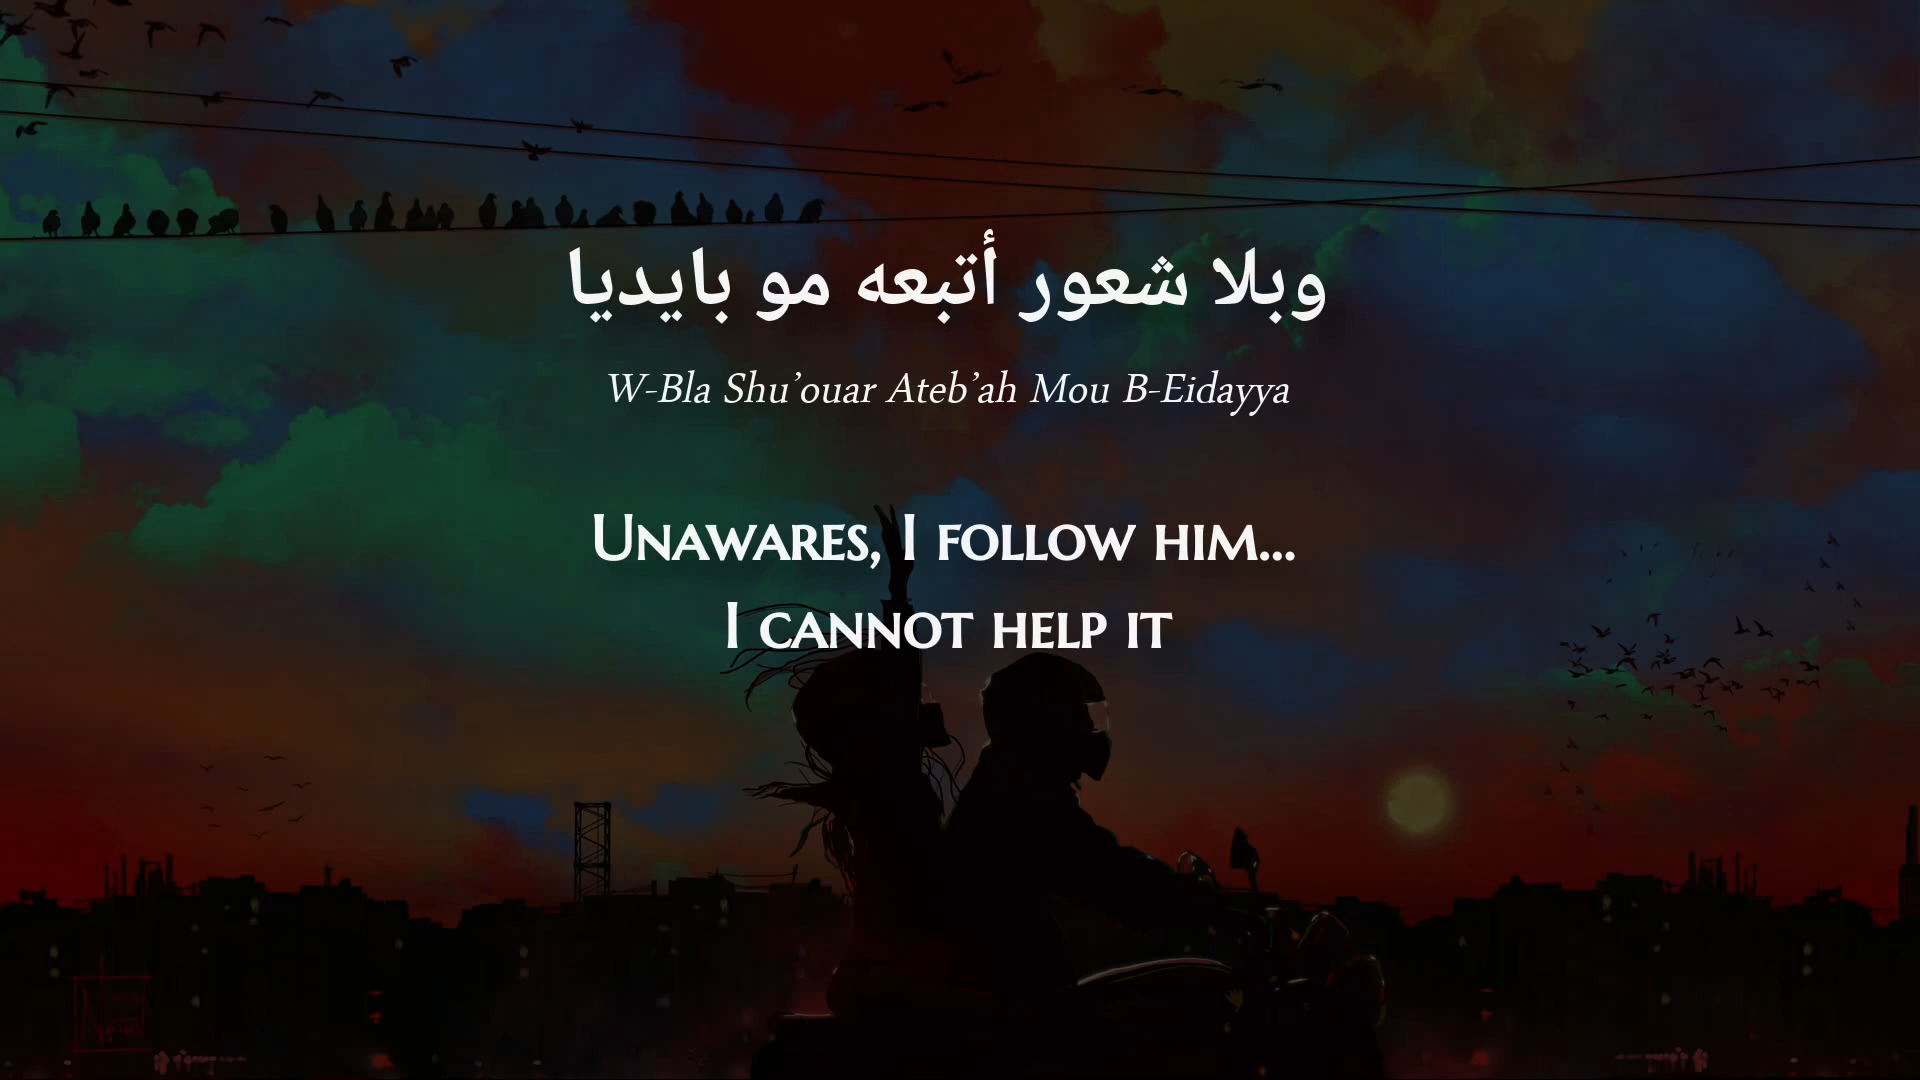 وبلا شعور أتبعه مو بايديا
W-Bla Shu’ouar Ateb’ah Mou B-Eidayya
Unawares, I follow him...
I cannot help it